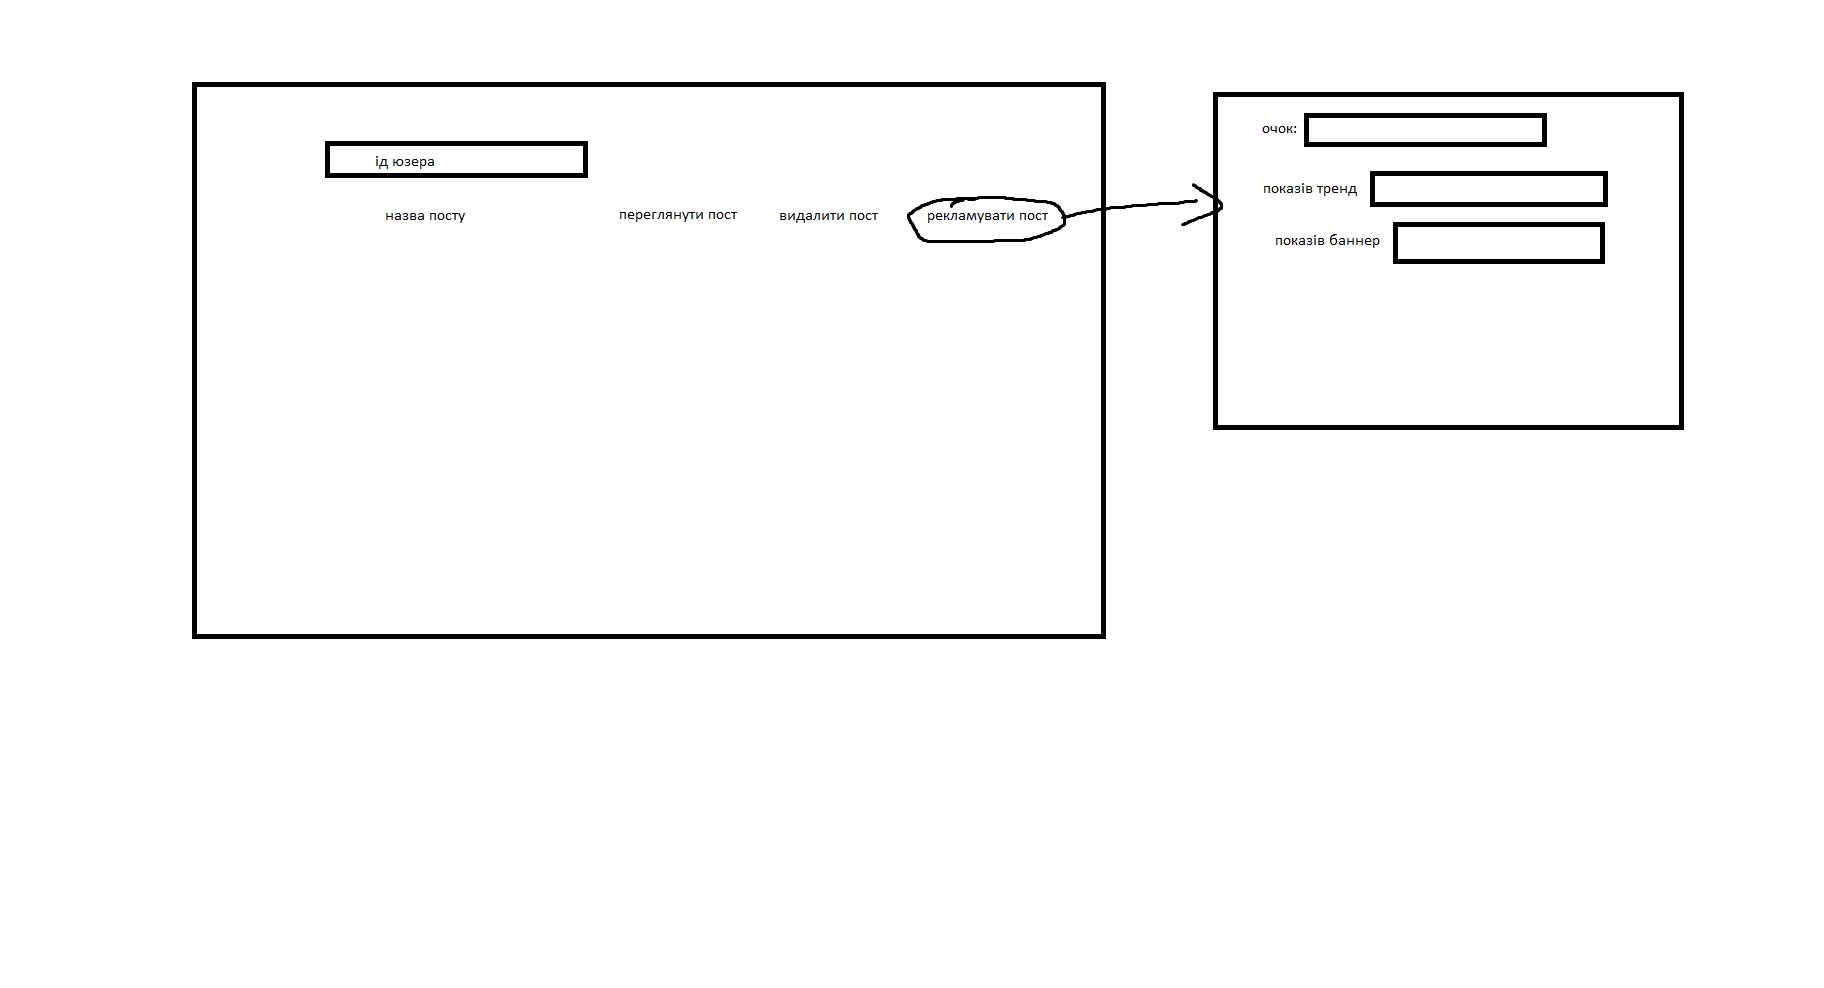 ід юзера
назва посту переглянути пост видалити пост рекламувати пост
очок:
показів тренд
показів баннер